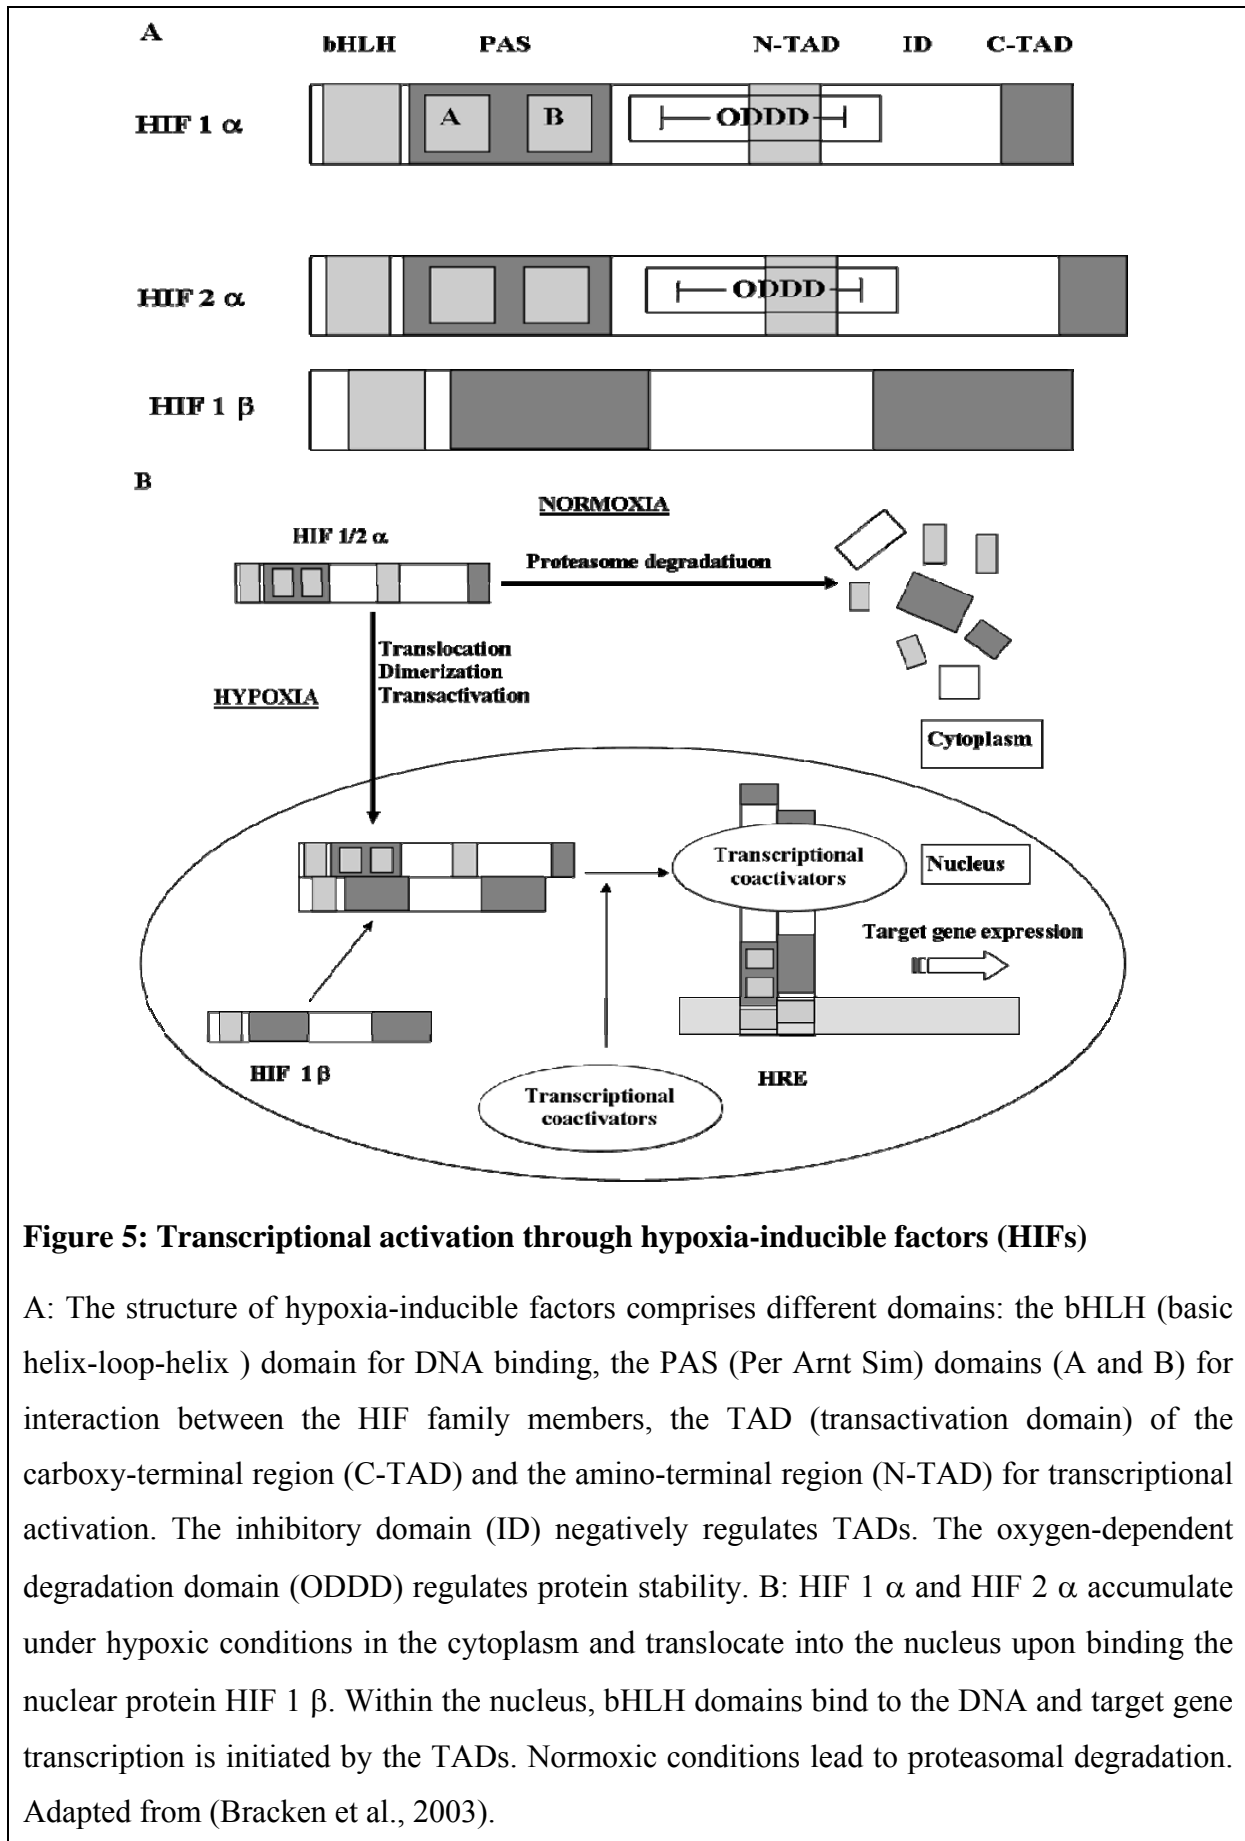 A
bHLH PAS N-TAD ID C-TAD
HIF 1 α A B ODDD
HIF 2 α ODDD
HIF 1 β
B
NORMOXIA
HIF 1/2 α
Proteasome degradatiuon
Translocation
Dimerization
Transactivation
HYPOXIA
Cytoplasm
Transcriptional
coactivators
Nucleus
Target gene expression
HIF 1 β
HRE
Transcriptional
coactivators
Figure 5: Transcriptional activation through hypoxia-inducible factors (HIFs)
A: The structure of hypoxia-inducible factors comprises different domains: the bHLH (basic
helix-loop-helix ) domain for DNA binding, the PAS (Per Arnt Sim) domains (A and B) for
interaction between the HIF family members, the TAD (transactivation domain) of the
carboxy-terminal region (C-TAD) and the amino-terminal region (N-TAD) for transcriptional
activation. The inhibitory domain (ID) negatively regulates TADs. The oxygen-dependent
degradation domain (ODDD) regulates protein stability. B: HIF 1 α and HIF 2 α accumulate
under hypoxic conditions in the cytoplasm and translocate into the nucleus upon binding the
nuclear protein HIF 1 β. Within the nucleus, bHLH domains bind to the DNA and target gene
transcription is initiated by the TADs. Normoxic conditions lead to proteasomal degradation.
Adapted from (Bracken et al., 2003).